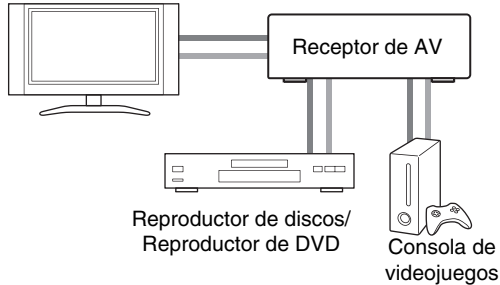 Receptor de AV
Reproductor de discos/
Reproductor de DVD
Consola de
videojuegos